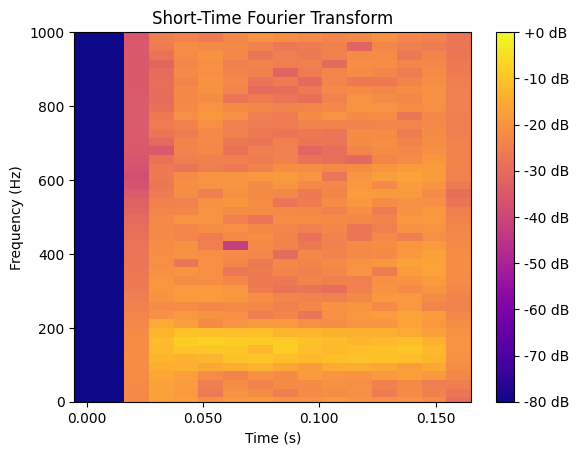 Short-Time Fourier Transform
1000
800
600
400
200
0
Frequency (Hz)
0.000
0.050
0.100
0.150
Time (s)
+0 dB
-10 dB
-20 dB
-30 dB
-40 dB
-50 dB
-60 dB
-70 dB
-80 dB